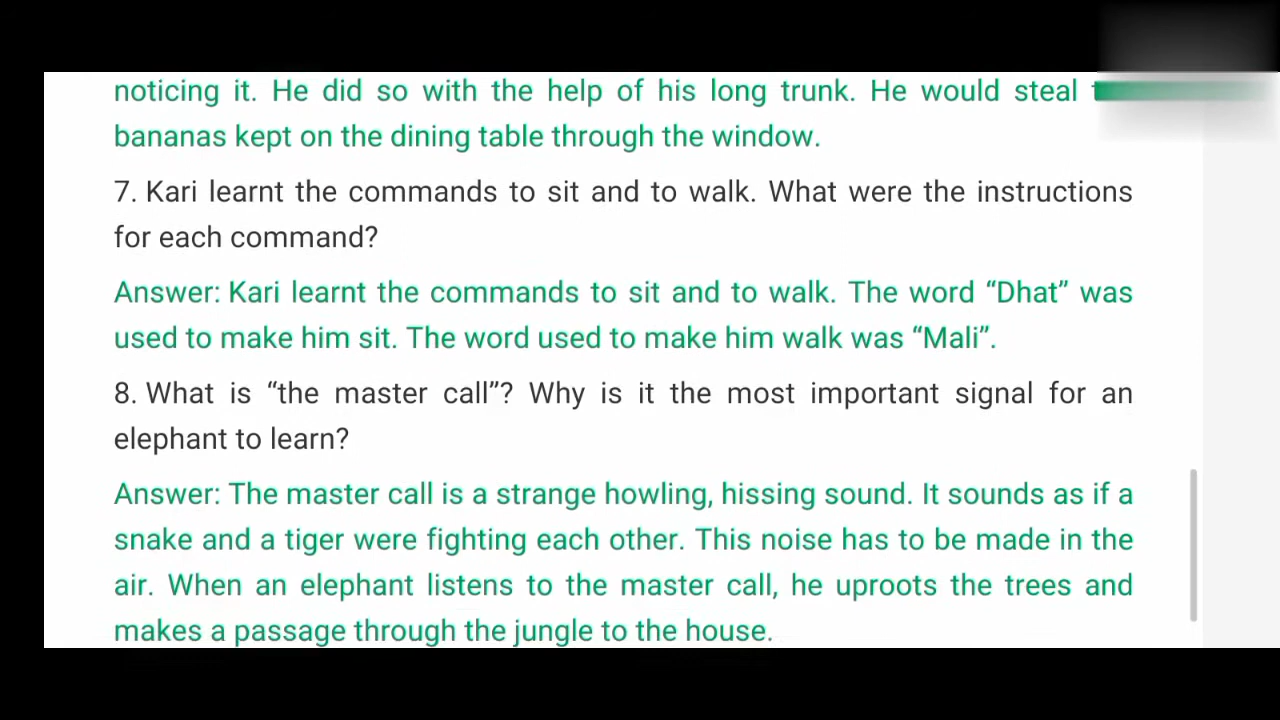 noticing it. He did so with the help of his long trunk. He would steal
bananas kept on the dining table through the window.
7. Kari learnt the commands to sit and to walk. What were the instructions
for each command?
Answer: Kari learnt the commands to sit and to walk. The word “Dhat” was
used to make him sit. The word used to make him walk was “Mali”.
8. What is “the master call”? Why is it the most important signal for an
elephant to learn?
Answer: The master call is a strange howling, hissing sound. It sounds as if a
snake and a tiger were fighting each other. This noise has to be made in the
air. When an elephant listens to the master call, he uproots the trees and
makes a passage through the jungle to the house.